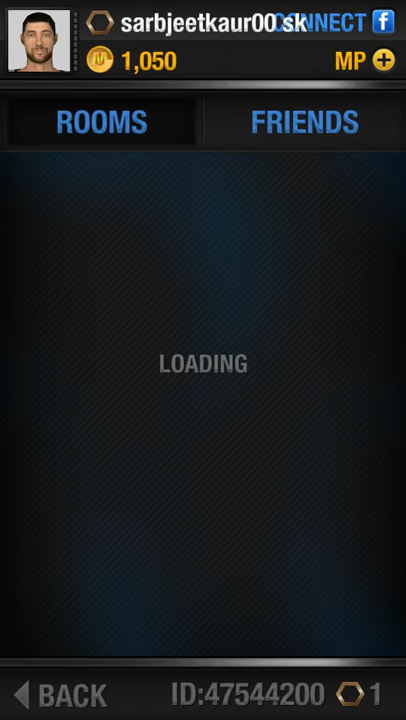 sarbjeetkaur00.sk CONNECT f
1,050 MP +
ROOMS FRIENDS
LOADING
BACK ID:47544200 1